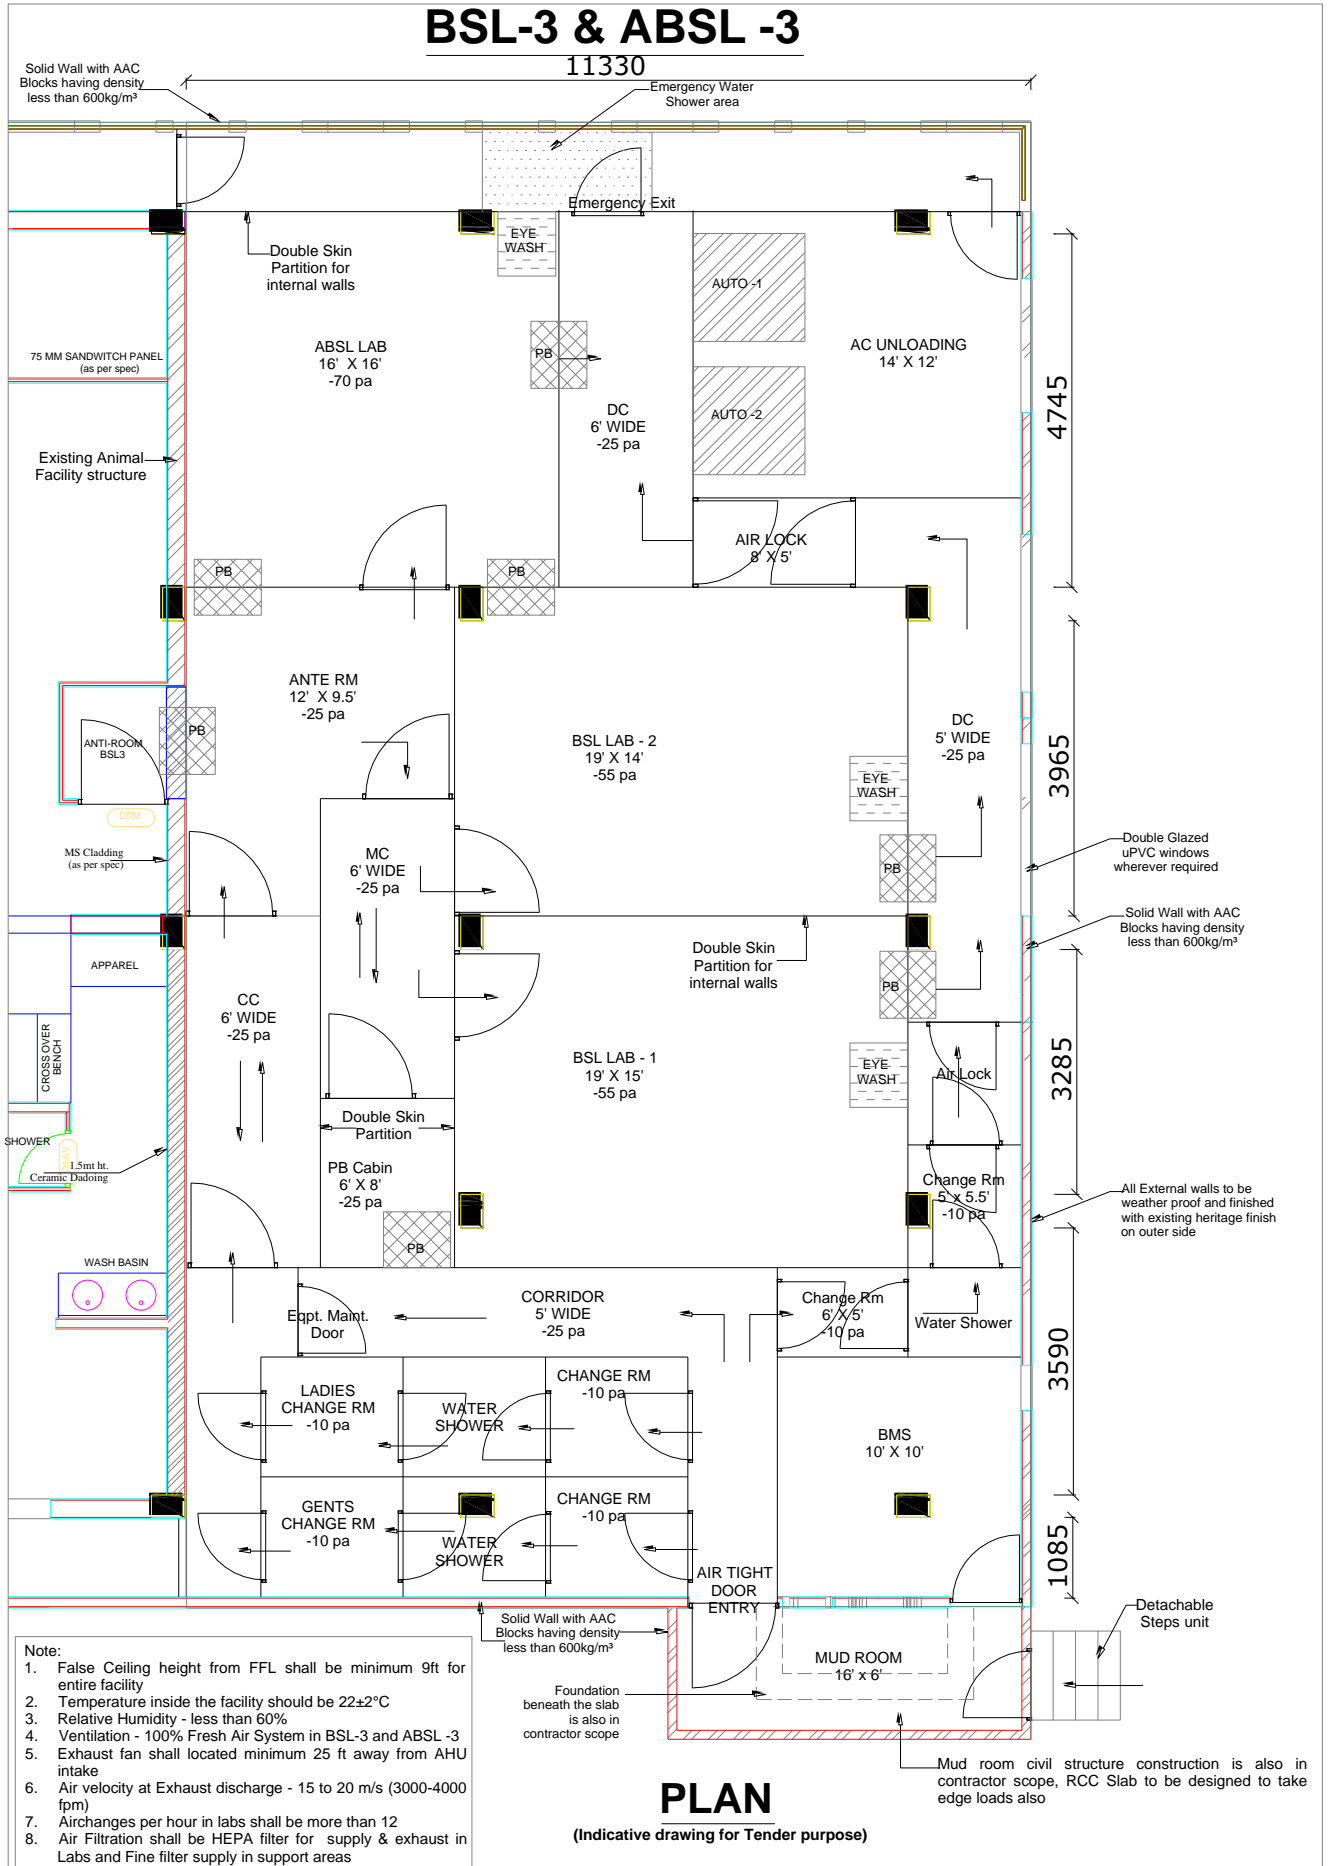 BSL-3 & ABSL -3
11330
Solid Wall with AAC
Blocks having density
less than 600kg/m³
Emergency Water
Shower area
Emergency Exit
EYE
WASH
Double Skin
Partition for
internal walls
AUTO -1
ABSL LAB
16' X 16'
-70 pa
PB
AC UNLOADING
14' X 12'
75 MM SANDWITCH PANEL
(as per spec)
4745
AUTO -2
DC
6' WIDE
-25 pa
Existing Animal
Facility structure
AIR LOCK
8' X 5'
PB
PB
ANTE RM
12' X 9.5'
-25 pa
PB
ANTI-ROOM
BSL3
BSL LAB - 2
19' X 14'
-55 pa
DC
5' WIDE
-25 pa
3965
EYE
WASH
DSM
MS Cladding
(as per spec)
MC
6' WIDE
-25 pa
PB
Double Glazed
uPVC windows
wherever required
Solid Wall with AAC
Blocks having density
less than 600kg/m³
Double Skin
Partition for
internal walls
APPAREL
PB
CC
6' WIDE
-25 pa
CROSS OVER
BENCH
BSL LAB - 1
19' X 15'
-55 pa
EYE
WASH
Air Lock
3285
Double Skin
Partition
SHOWER
1.5mt ht.
Ceramic Dadoing
PB Cabin
6' X 8'
-25 pa
Change Rm
5' x 5.5'
-10 pa
All External walls to be
weather proof and finished
with existing heritage finish
on outer side
PB
WASH BASIN
Eqpt. Maint.
Door
CORRIDOR
5' WIDE
-25 pa
Change Rm
6' X 5'
-10 pa
Water Shower
3590
LADIES
CHANGE RM
-10 pa
WATER
SHOWER
CHANGE RM
-10 pa
BMS
10' X 10'
GENTS
CHANGE RM
-10 pa
WATER
SHOWER
CHANGE RM
-10 pa
1085
AIR TIGHT
DOOR
ENTRY
Solid Wall with AAC
Blocks having density
less than 600kg/m³
Detachable
Steps unit
MUD ROOM
16' x 6'
Foundation
beneath the slab
is also in
contractor scope
Note:
1. False Ceiling height from FFL shall be minimum 9ft for
entire facility
2. Temperature inside the facility should be 22±2°C
3. Relative Humidity - less than 60%
4. Ventilation - 100% Fresh Air System in BSL-3 and ABSL -3
5. Exhaust fan shall located minimum 25 ft away from AHU
intake
6. Air velocity at Exhaust discharge - 15 to 20 m/s (3000-4000
fpm)
7. Airchanges per hour in labs shall be more than 12
8. Air Filtration shall be HEPA filter for supply & exhaust in
Labs and Fine filter supply in support areas
Mud room civil structure construction is also in
contractor scope, RCC Slab to be designed to take
edge loads also
PLAN
(Indicative drawing for Tender purpose)